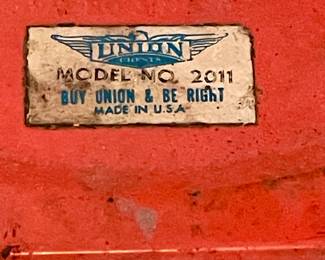 UNION
CHESTS
MODEL NO. 2011
BUY UNION & BE RIGHT
MADE IN U.S.A.